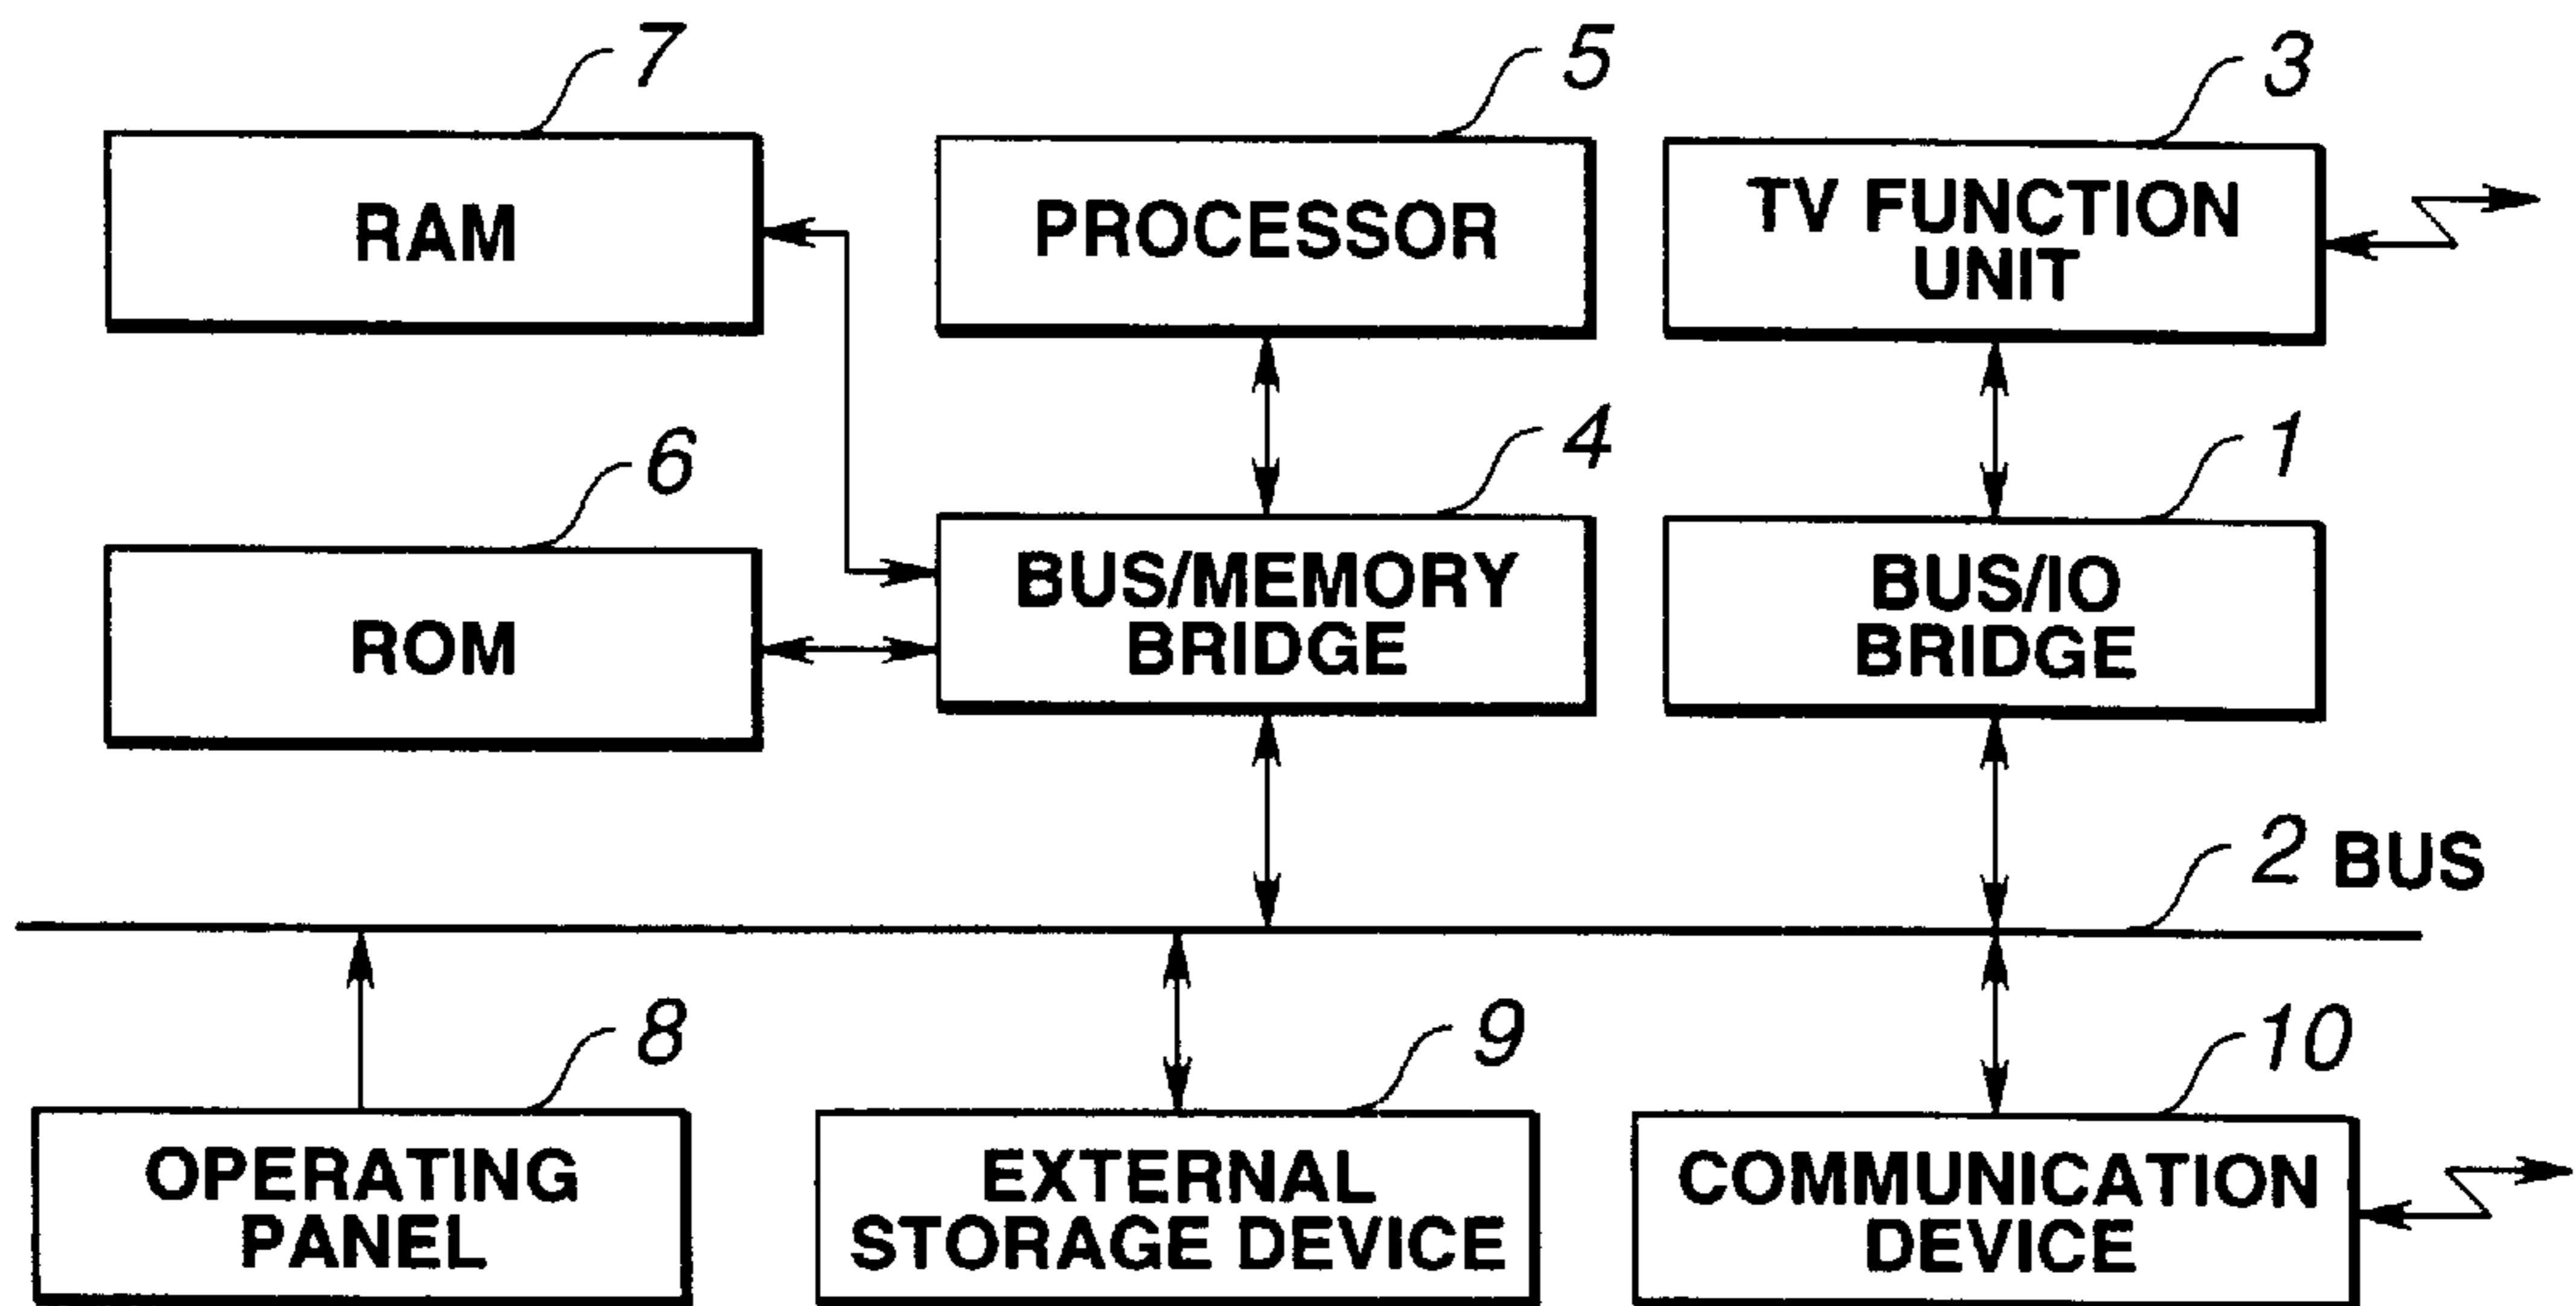 7
5
3
RAM
PROCESSOR
TV FUNCTION
UNIT
6
4
1
ROM
BUS/MEMORY
BRIDGE
BUS/IO
BRIDGE
2 BUS
8
9
10
OPERATING
PANEL
EXTERNAL
STORAGE DEVICE
COMMUNICATION
DEVICE